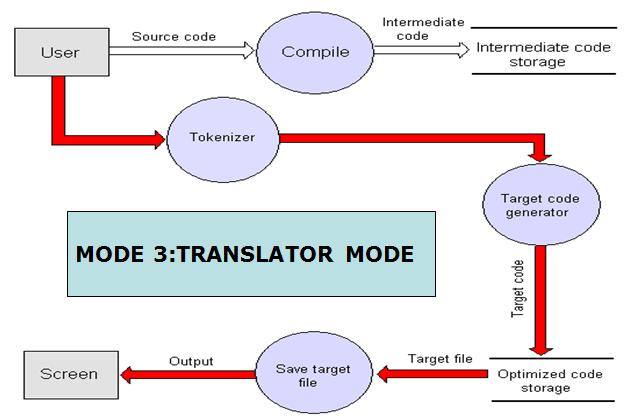 User
Source code
Compile
Intermediate
code
Intermediate code
storage
Tokenizer
Target code
generator
MODE 3:TRANSLATOR MODE
Target code
Screen
Output
Save target
file
Target file
Optimized code
storage